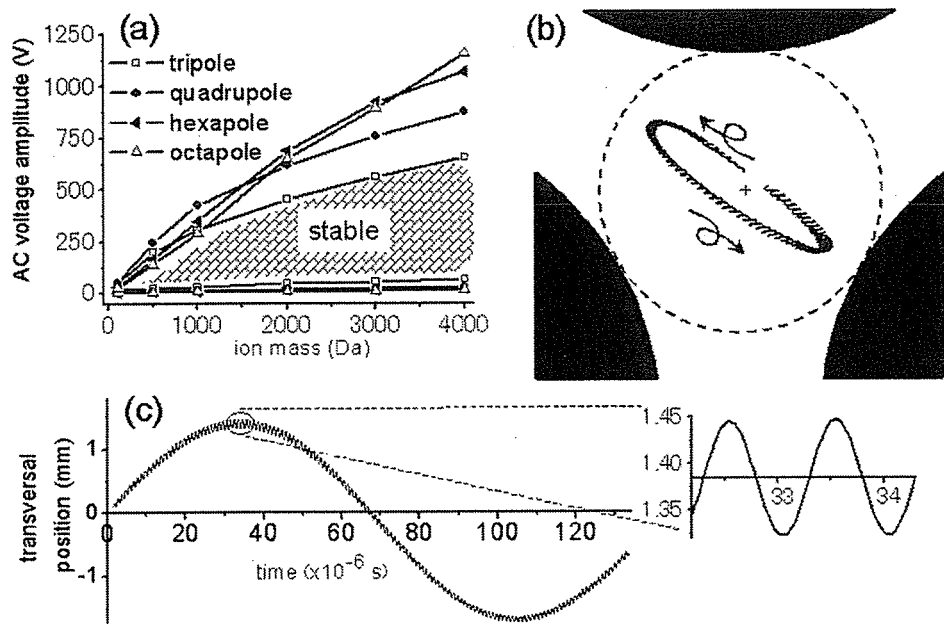 (a)
AC voltage amplitude (V)
1250
1000
750
500
250
0
tripole
quadrupole
hexapole
octapole
stable
0 1000 2000 3000 4000
ion mass (Da)
(b)
+
(c)
transversal
position (mm)
1
0
-1
0 20 40 60 80 100 120
time (x10⁻⁶ s)
1.45
1.40
1.35
33 34